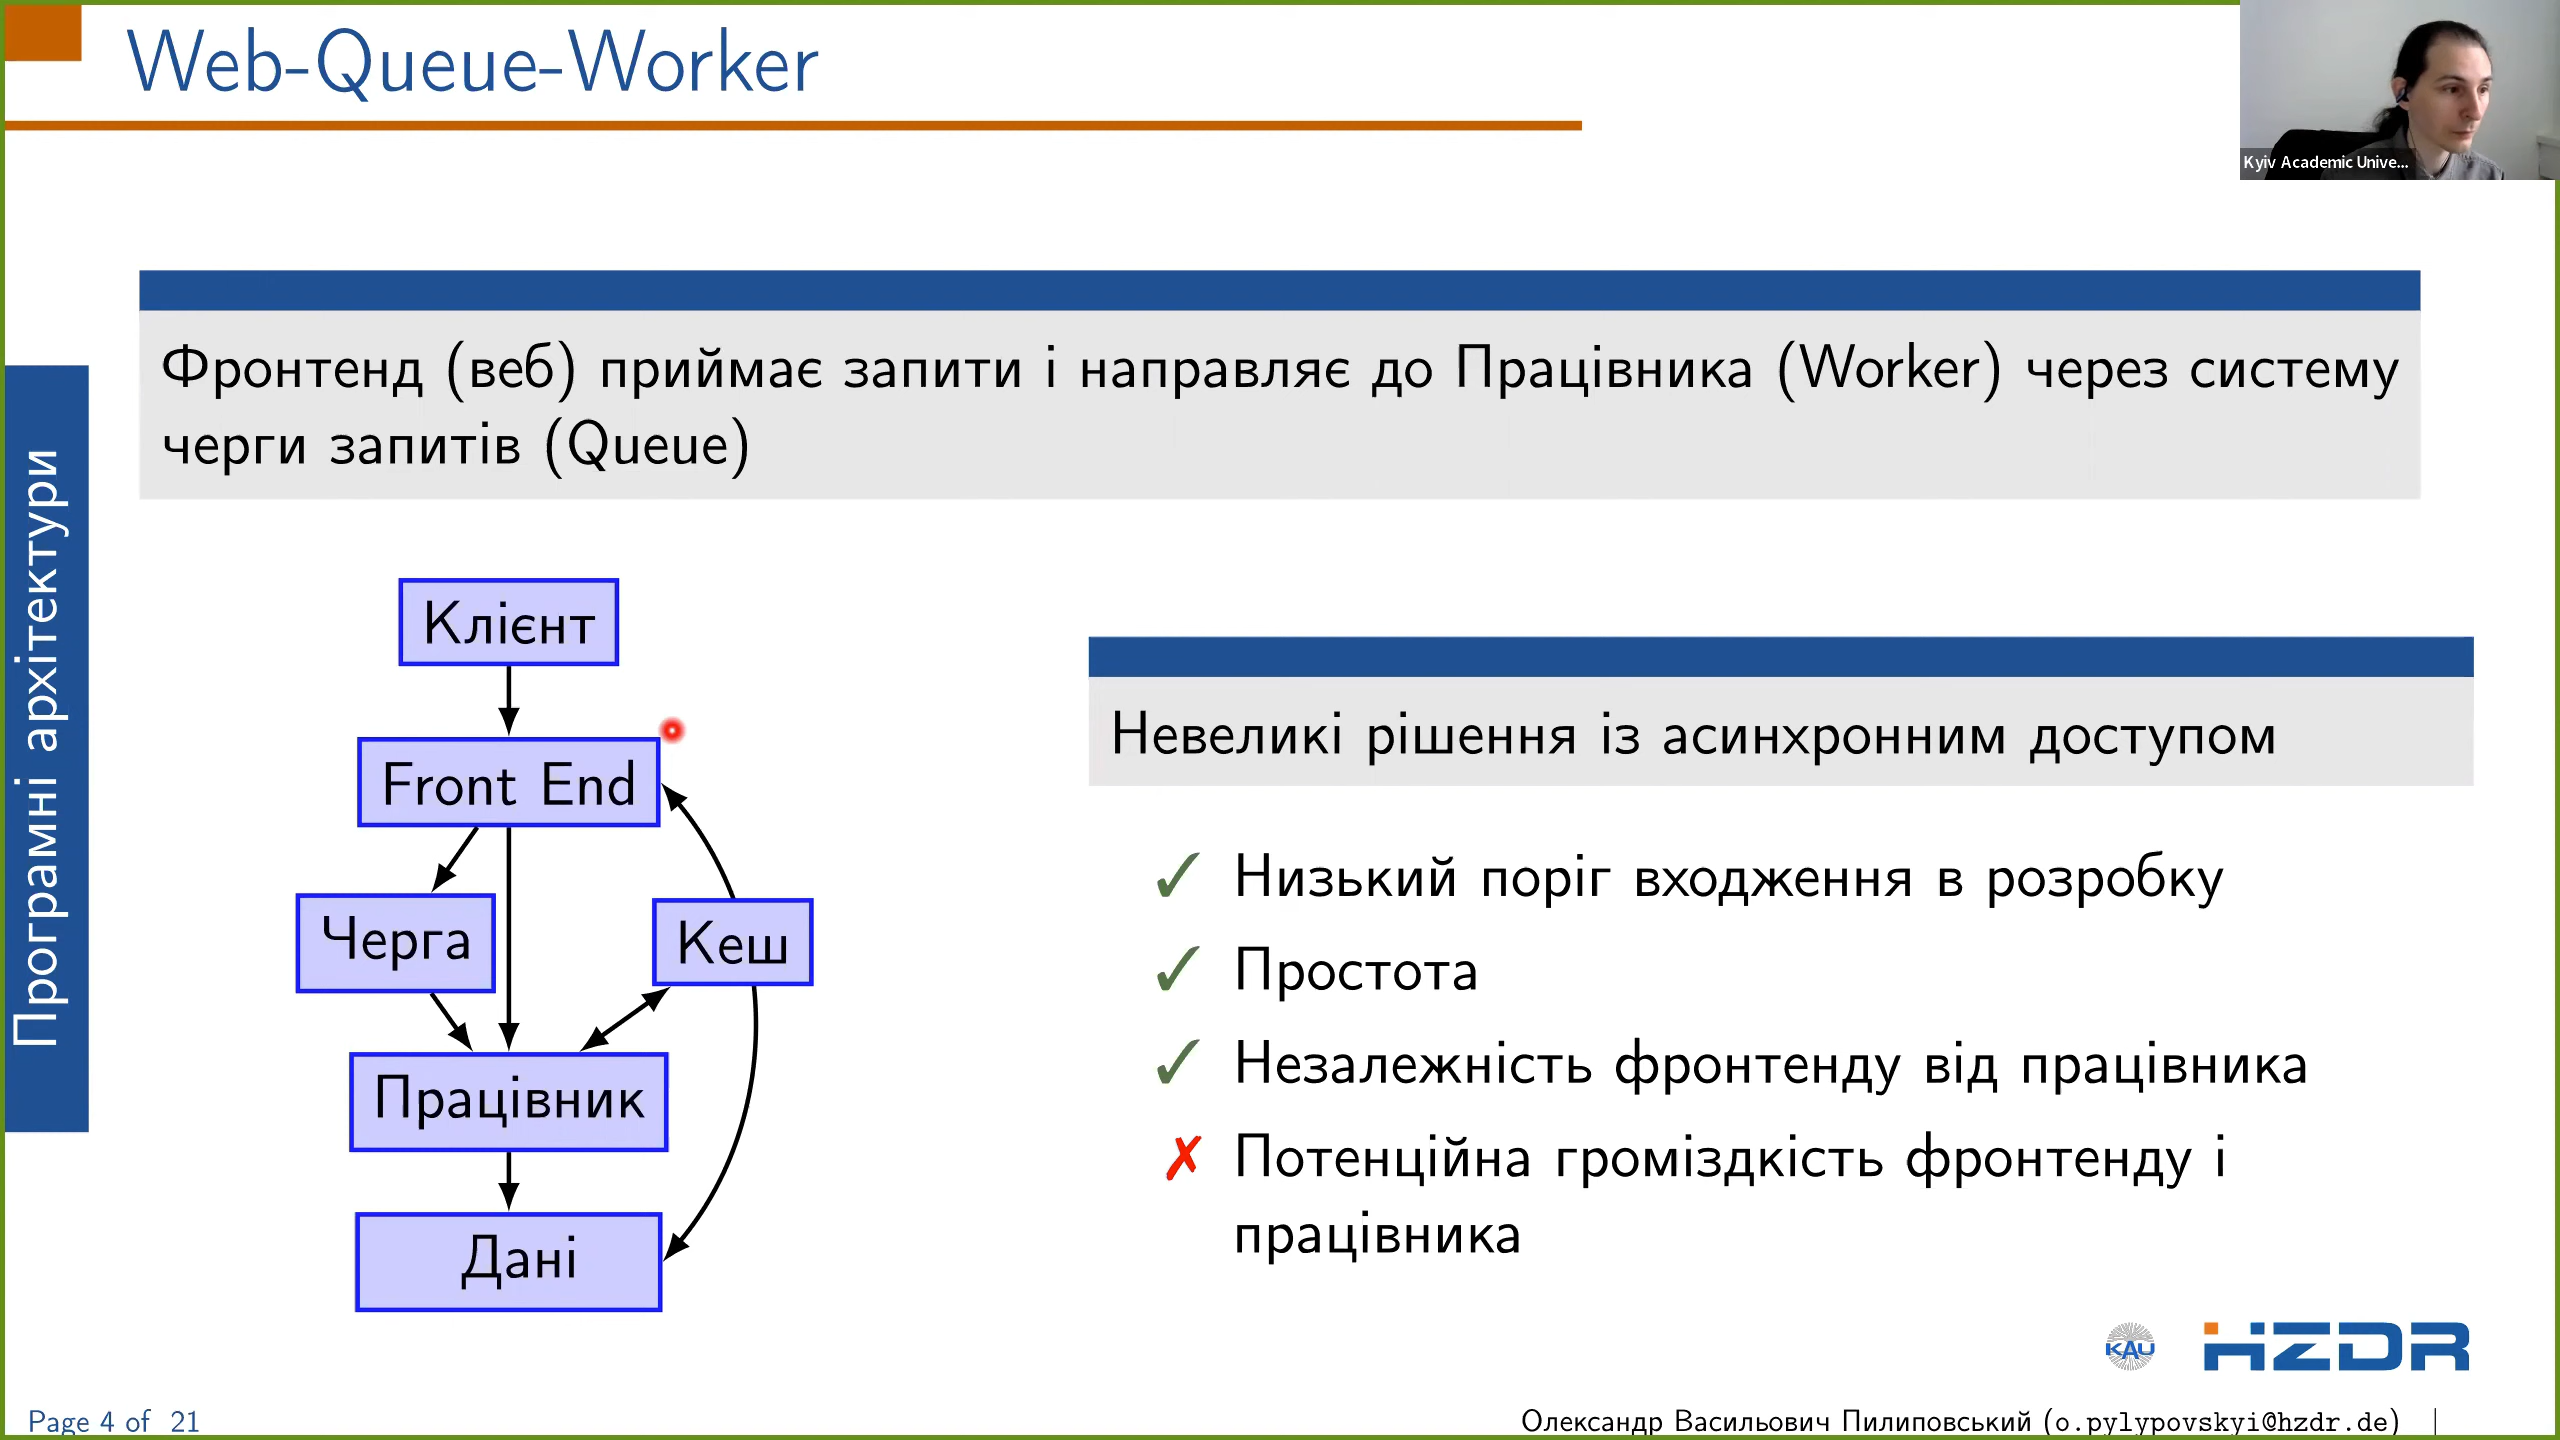 Web-Queue-Worker
Kyiv Academic Unive...
Фронтенд (веб) приймає запити і направляє до Працівника (Worker) через систему
черги запитів (Queue)
Програмні архітектури
Клієнт
Front End
Черга
Кеш
Працівник
Дані
Невеликі рішення із асинхронним доступом
✓ Низький поріг входження в розробку
✓ Простота
✓ Незалежність фронтенду від працівника
✗ Потенційна громіздкість фронтенду і
працівника
KAU
HZDR
Page 4 of 21
Олександр Васильович Пилиповський (o.pylypovskyi@hzdr.de) |